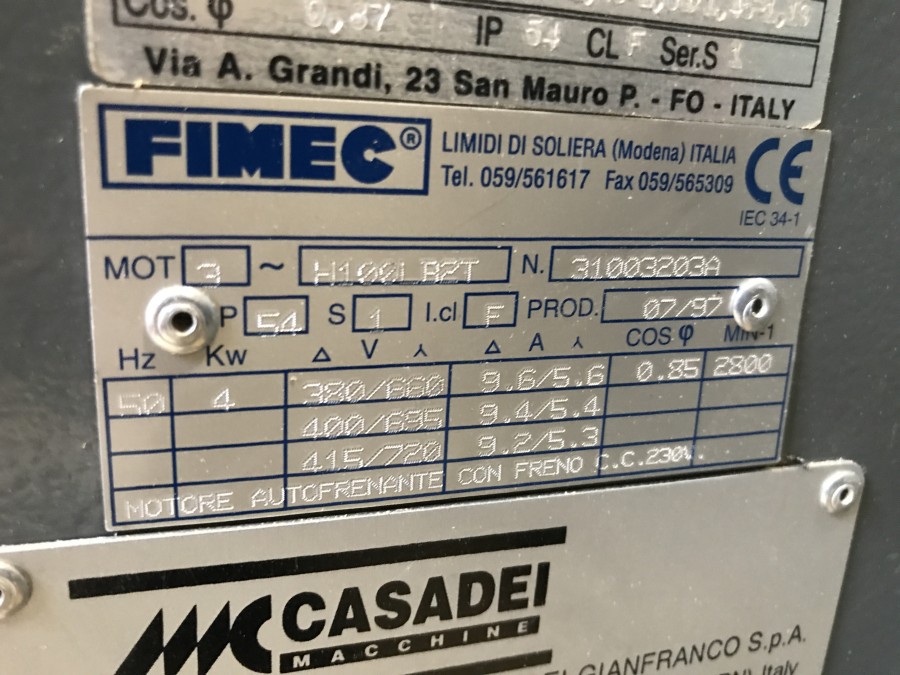 Cos. φ 0,87
IP 54 CL F Ser.S 1
Via A. Grandi, 23 San Mauro P. - FO - ITALY
FIMEC® LIMIDI DI SOLIERA (Modena) ITALIA CE
Tel. 059/561617 Fax 059/565309
IEC 34-1
MOT 3 ~ H100LB2T N. 31003203A
P 54 S 1 I.cl F PROD. 07/97
Hz Kw Δ V ⅄ Δ A ⅄ COS φ MIN-1
50 4 380/660 9.6/5.6 0.85 2800
400/695 9.4/5.4
415/720 9.2/5.3
MOTORE AUTOFRENANTE CON FRENO C.C.230V.
CASADEI
MACCHINE
GIANFRANCO S.p.A.
Italy